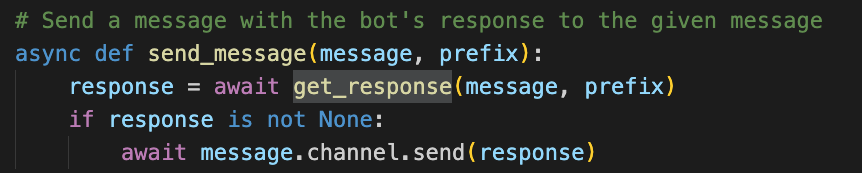 # Send a message with the bot's response to the given message
async def send_message(message, prefix):
    response = await get_response(message, prefix)
    if response is not None:
        await message.channel.send(response)